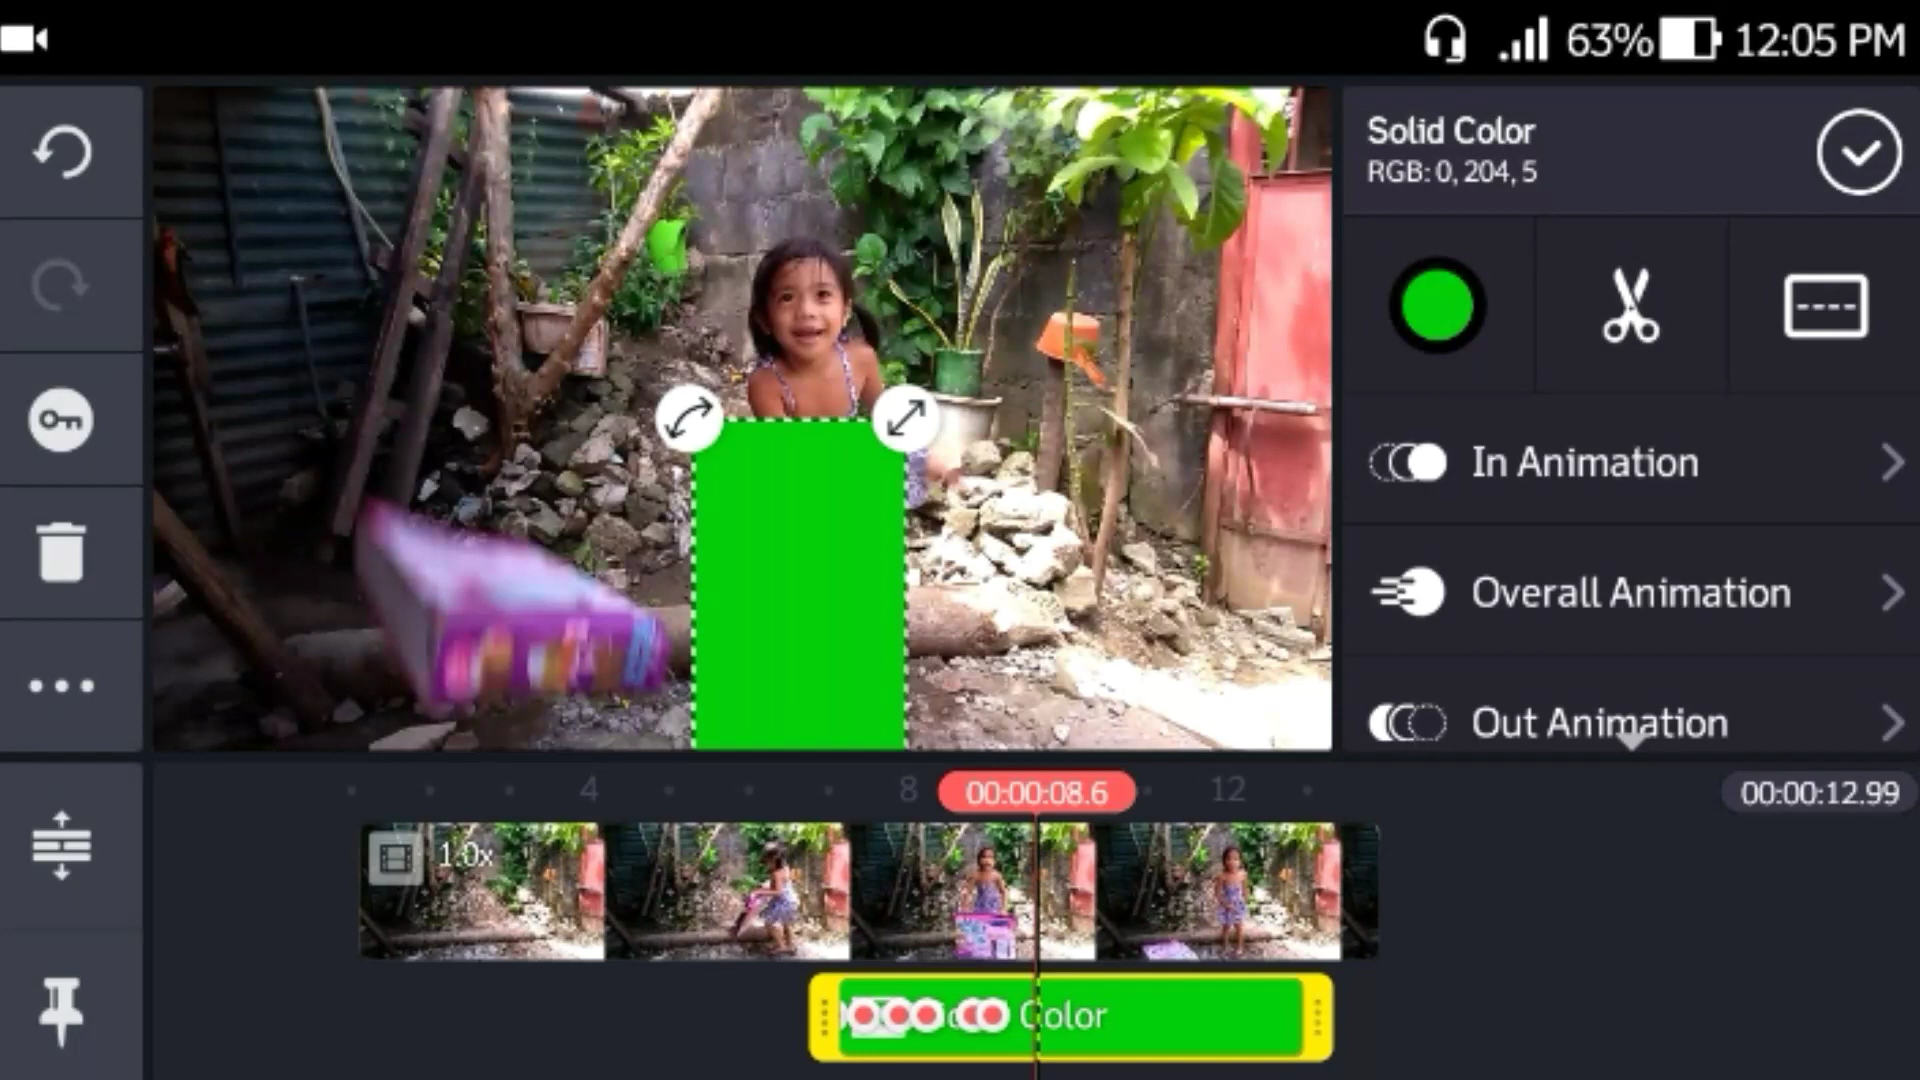 63% 12:05 PM
Solid Color
RGB: 0, 204, 5
In Animation
Overall Animation
Out Animation
4 8 00:00:08.6 12 00:00:12.99
1.0x
Color